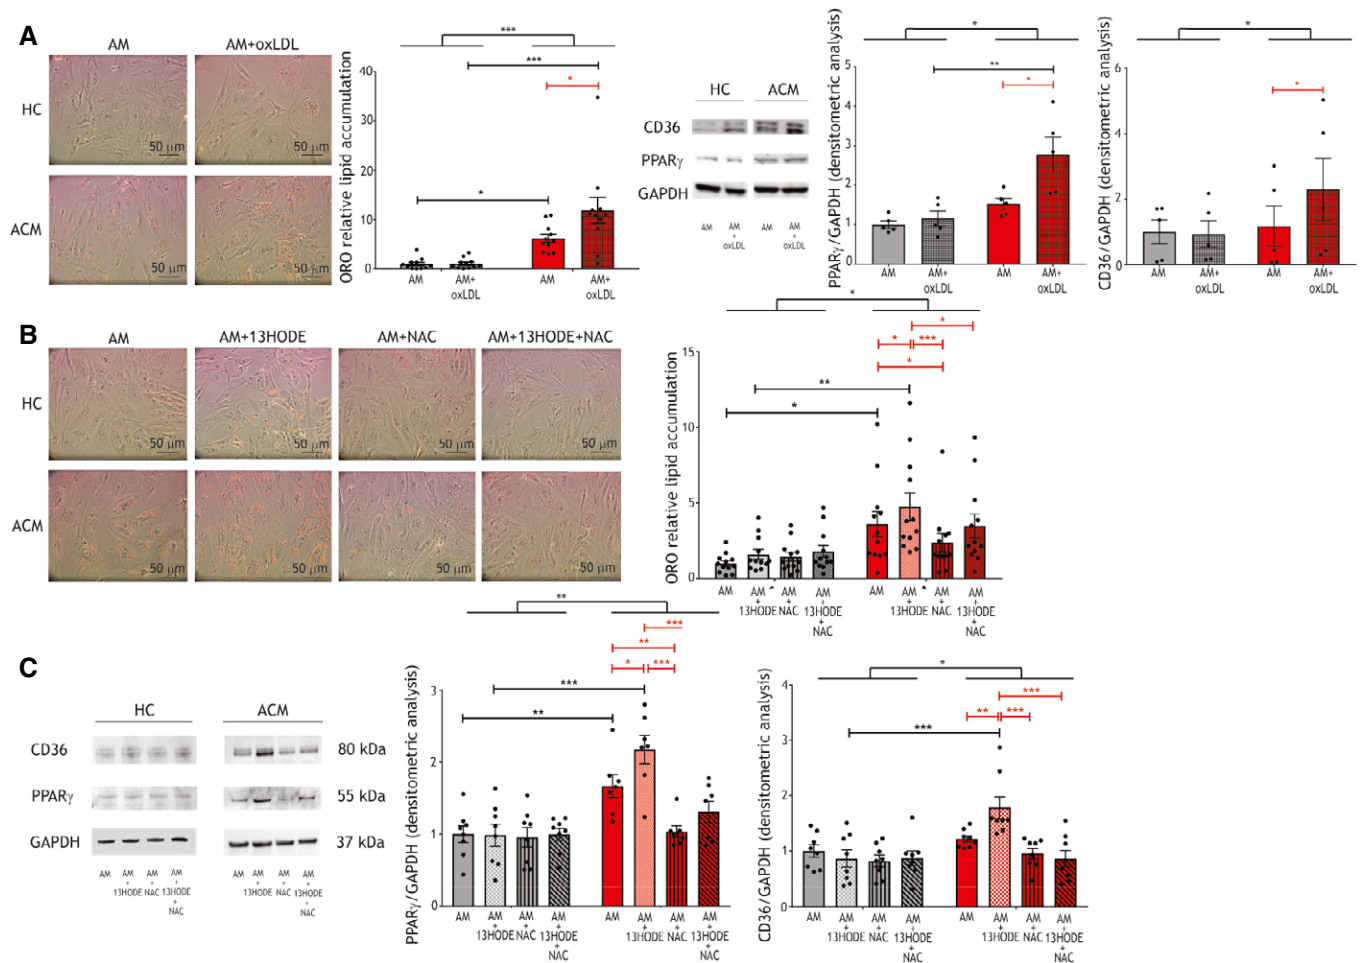 A
AM
AM+oxLDL
HC
50 µm
50 µm
ACM
50 µm
50 µm
***
***
*
*
ORO relative lipid accumulation
40
20
10
0
AM
AM+
oxLDL
AM
AM+
oxLDL
HC
ACM
CD36
PPARγ
GAPDH
AM
AM
+
oxLDL
AM
AM
+
oxLDL
*
**
*
PPARγ/GAPDH (densitometric analysis)
5
4
3
2
1
0
AM
AM+
oxLDL
AM
AM+
oxLDL
*
*
CD36/GAPDH (densitometric analysis)
6
4
2
0
AM
AM+
oxLDL
AM
AM+
oxLDL
B
AM
AM+13HODE
AM+NAC
AM+13HODE+NAC
HC
50 µm
50 µm
50 µm
50 µm
ACM
50 µm
50 µm
50 µm
50 µm
*
*
*
***
*
**
*
ORO relative lipid accumulation
15
10
5
0
AM
AM
+
13HODE
AM
+
NAC
AM
+
13HODE
+
NAC
AM
AM
+
13HODE
AM
+
NAC
AM
+
13HODE
+
NAC
C
HC
ACM
CD36
80 kDa
PPARγ
55 kDa
GAPDH
37 kDa
AM
AM
+
13HODE
AM
+
NAC
AM
+
13HODE
+
NAC
AM
AM
+
13HODE
AM
+
NAC
AM
+
13HODE
+
NAC
**
***
**
*
***
***
**
PPARγ/GAPDH (densitometric analysis)
3
2
1
0
AM
AM
+
13HODE
AM
+
NAC
AM
+
13HODE
+
NAC
AM
AM
+
13HODE
AM
+
NAC
AM
+
13HODE
+
NAC
*
***
**
***
***
CD36/GAPDH (densitometric analysis)
4
3
2
1
0
AM
AM
+
13HODE
AM
+
NAC
AM
+
13HODE
+
NAC
AM
AM
+
13HODE
AM
+
NAC
AM
+
13HODE
+
NAC